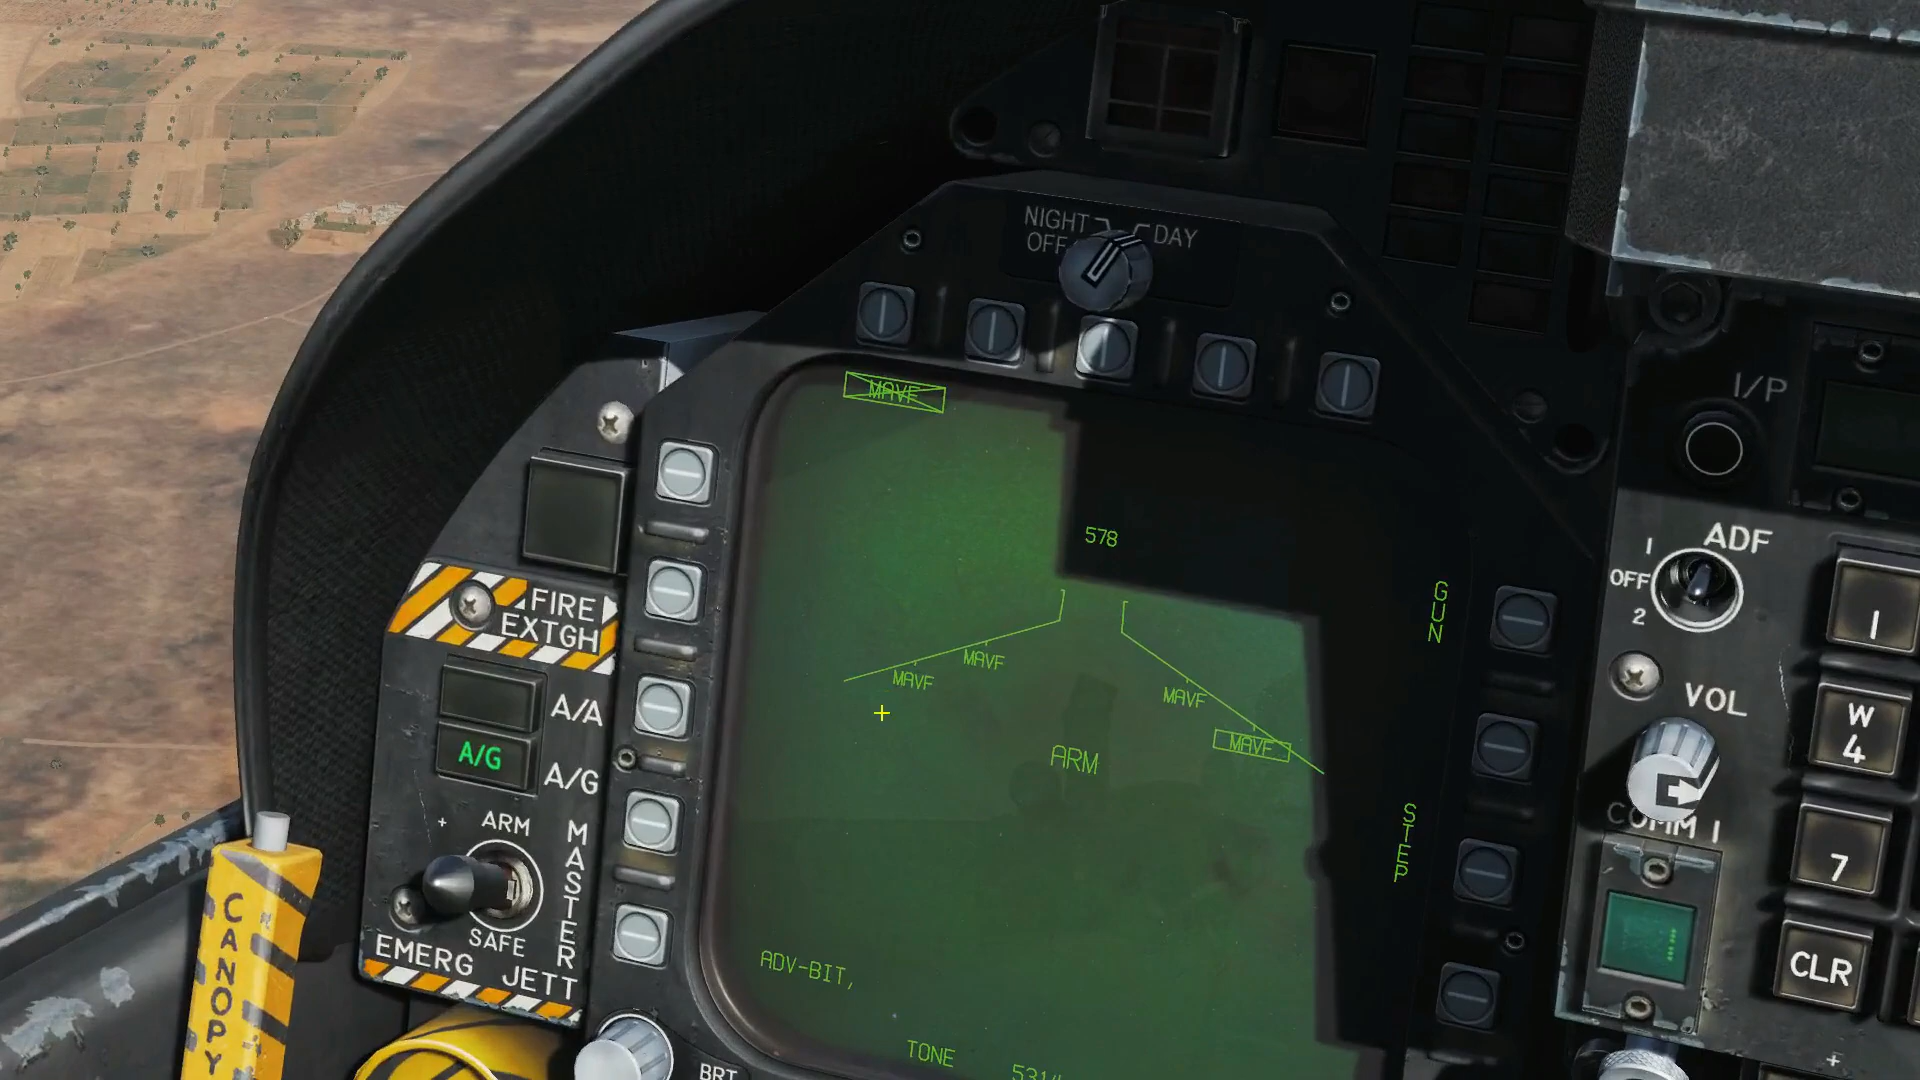 NIGHT
DAY
OFF
I/P
MAVF
578
ADF
1
OFF
2
GUN
FIRE
EXTGH
1
MAVF
MAVF
MAVF
MAVF
A/A
VOL
W
4
A/G
A/G
ARM
ARM
COMM 1
MASTER
STEP
7
SAFE
EMERG JETT
CANOPY
ADV-BIT,
CLR
TONE
BRT